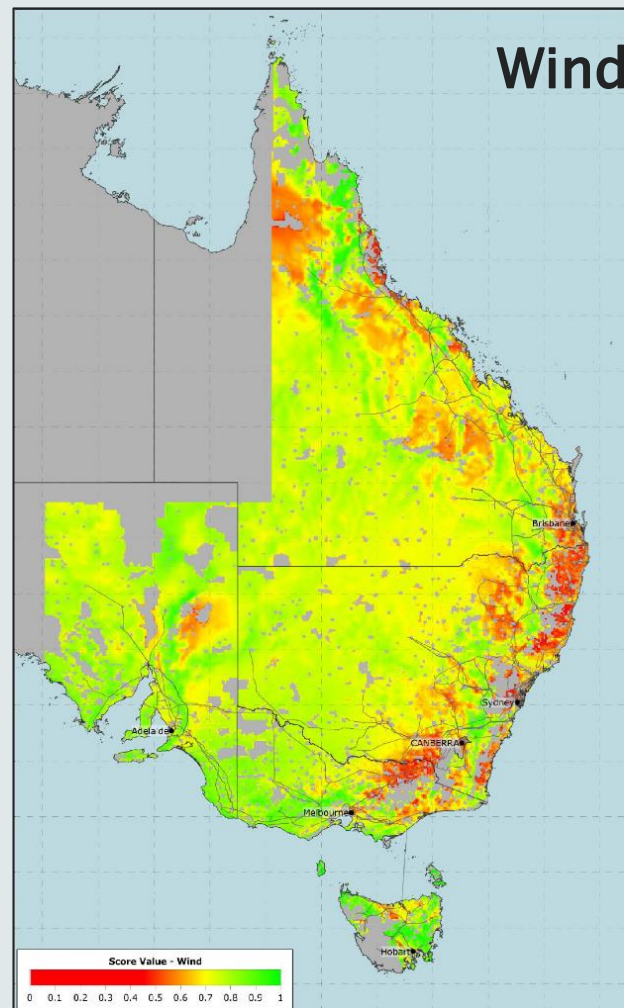 Wind
Brisbane
Sydney
Adelaide
CANBERRA
Melbourne
Hobart
Score Value - Wind
0 0.1 0.2 0.3 0.4 0.5 0.6 0.7 0.8 0.9 1